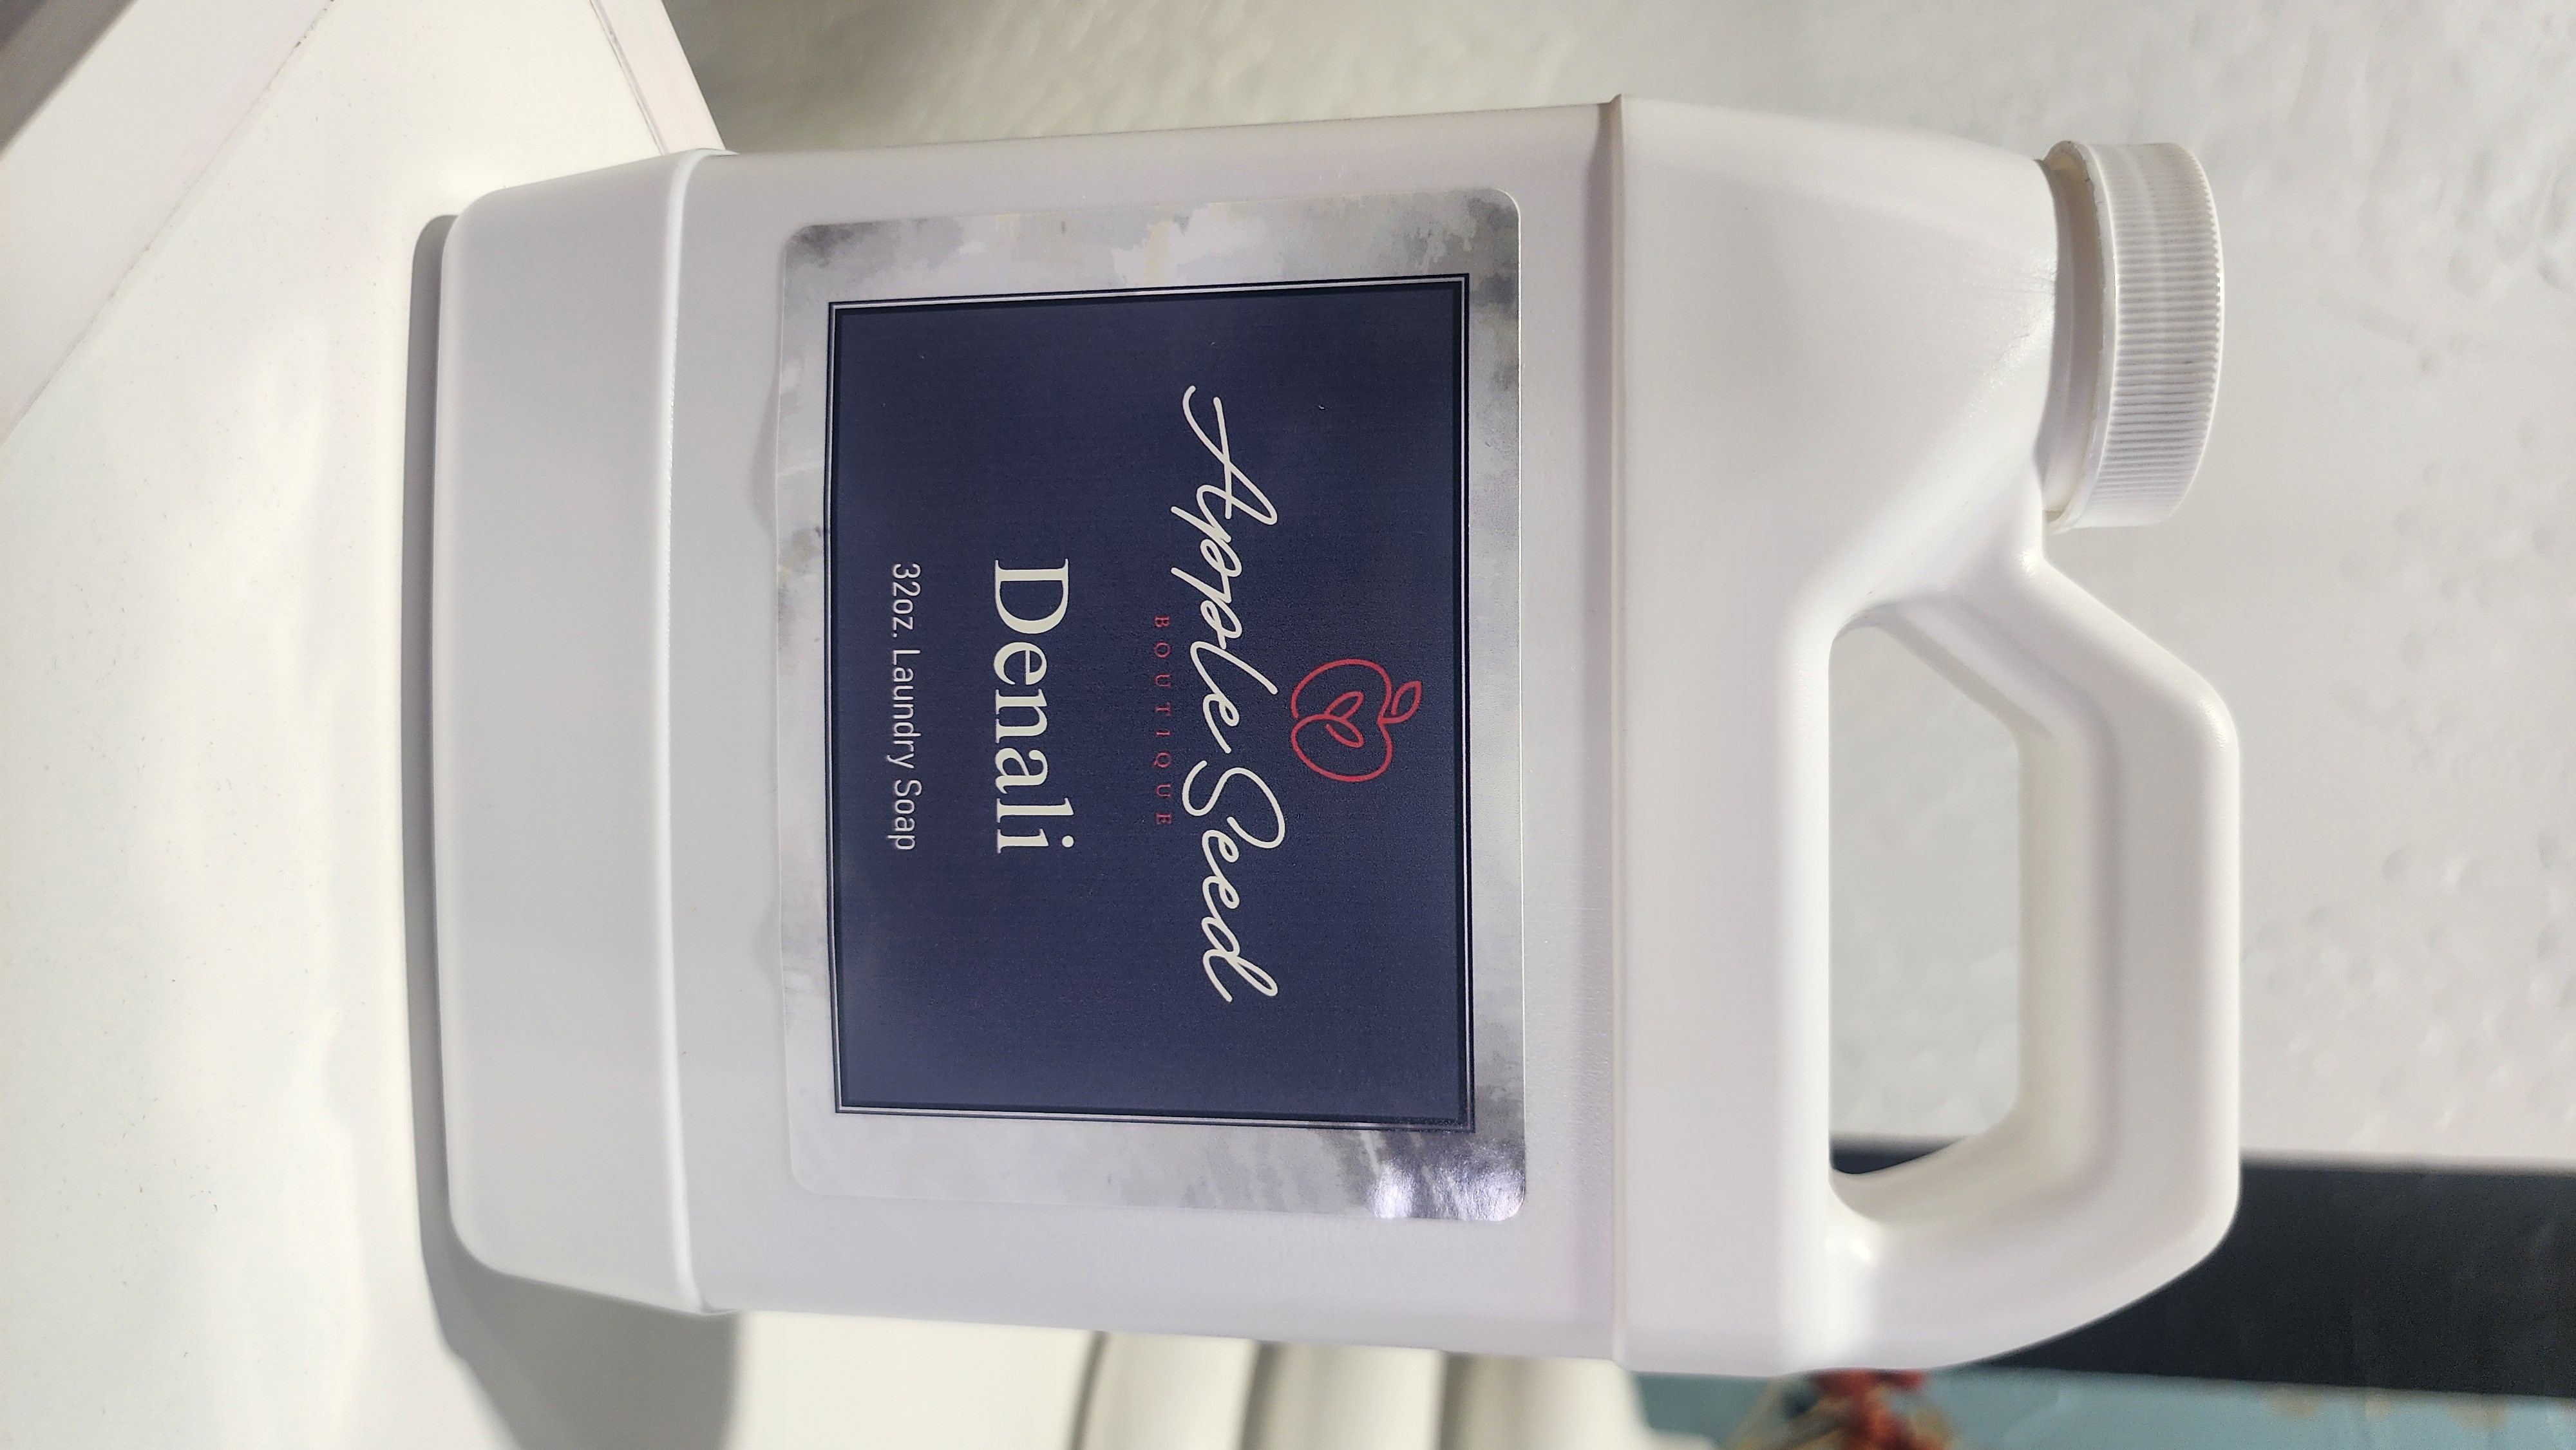 Apple Seed
BOUTIQUE
Denali
32oz. Laundry Soap